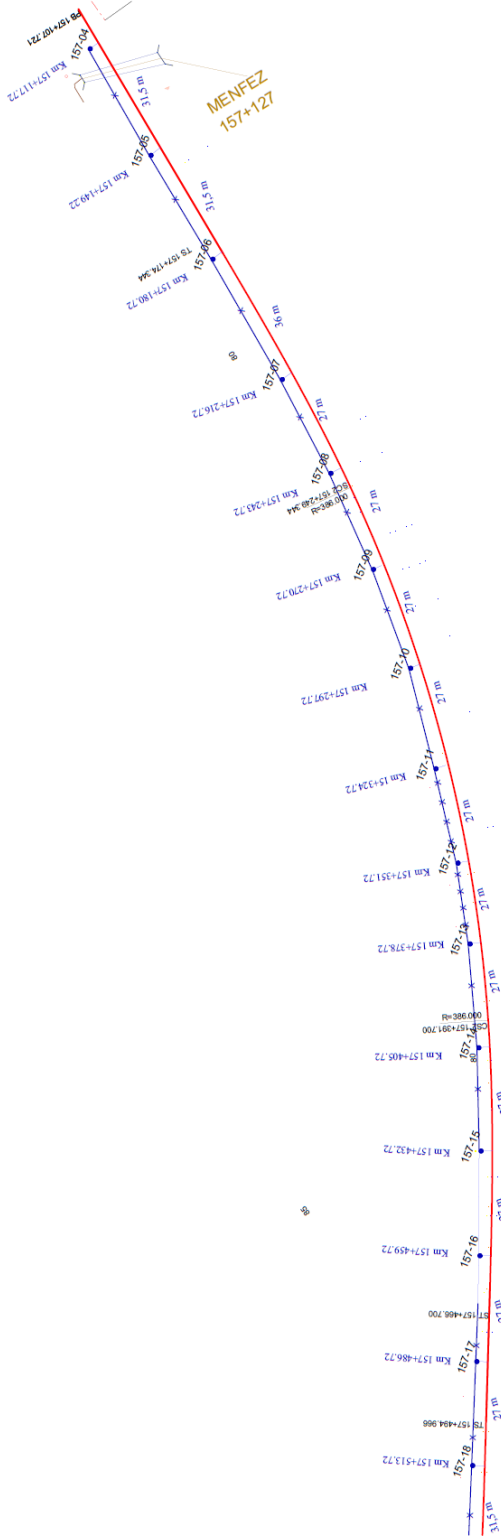 PB 157+107.721
157-04
Km 157+117.72
31,5 m
MENFEZ
157+127
157-05
Km 157+149.22
31,5 m
TS 157+174.344
157-06
Km 157+180.72
36 m
80
157-07
Km 157+216.72
27 m
157-08
SC2 157+249.344
R=386.000
Km 157+243.72
27 m
157-09
Km 157+270.72
27 m
157-10
Km 157+297.72
27 m
157-11
Km 15+324.72
27 m
157-12
Km 157+351.72
27 m
157-13
Km 157+378.72
27 m
R=386.000
157+391.700
157-14
80
Km 157+405.72
157-15
Km 157+432.72
157-16
Km 157+459.72
ST 157+466.700
157-17
Km 157+486.72
27 m
TS 157+494.966
157-18
Km 157+513.72
31,5 m